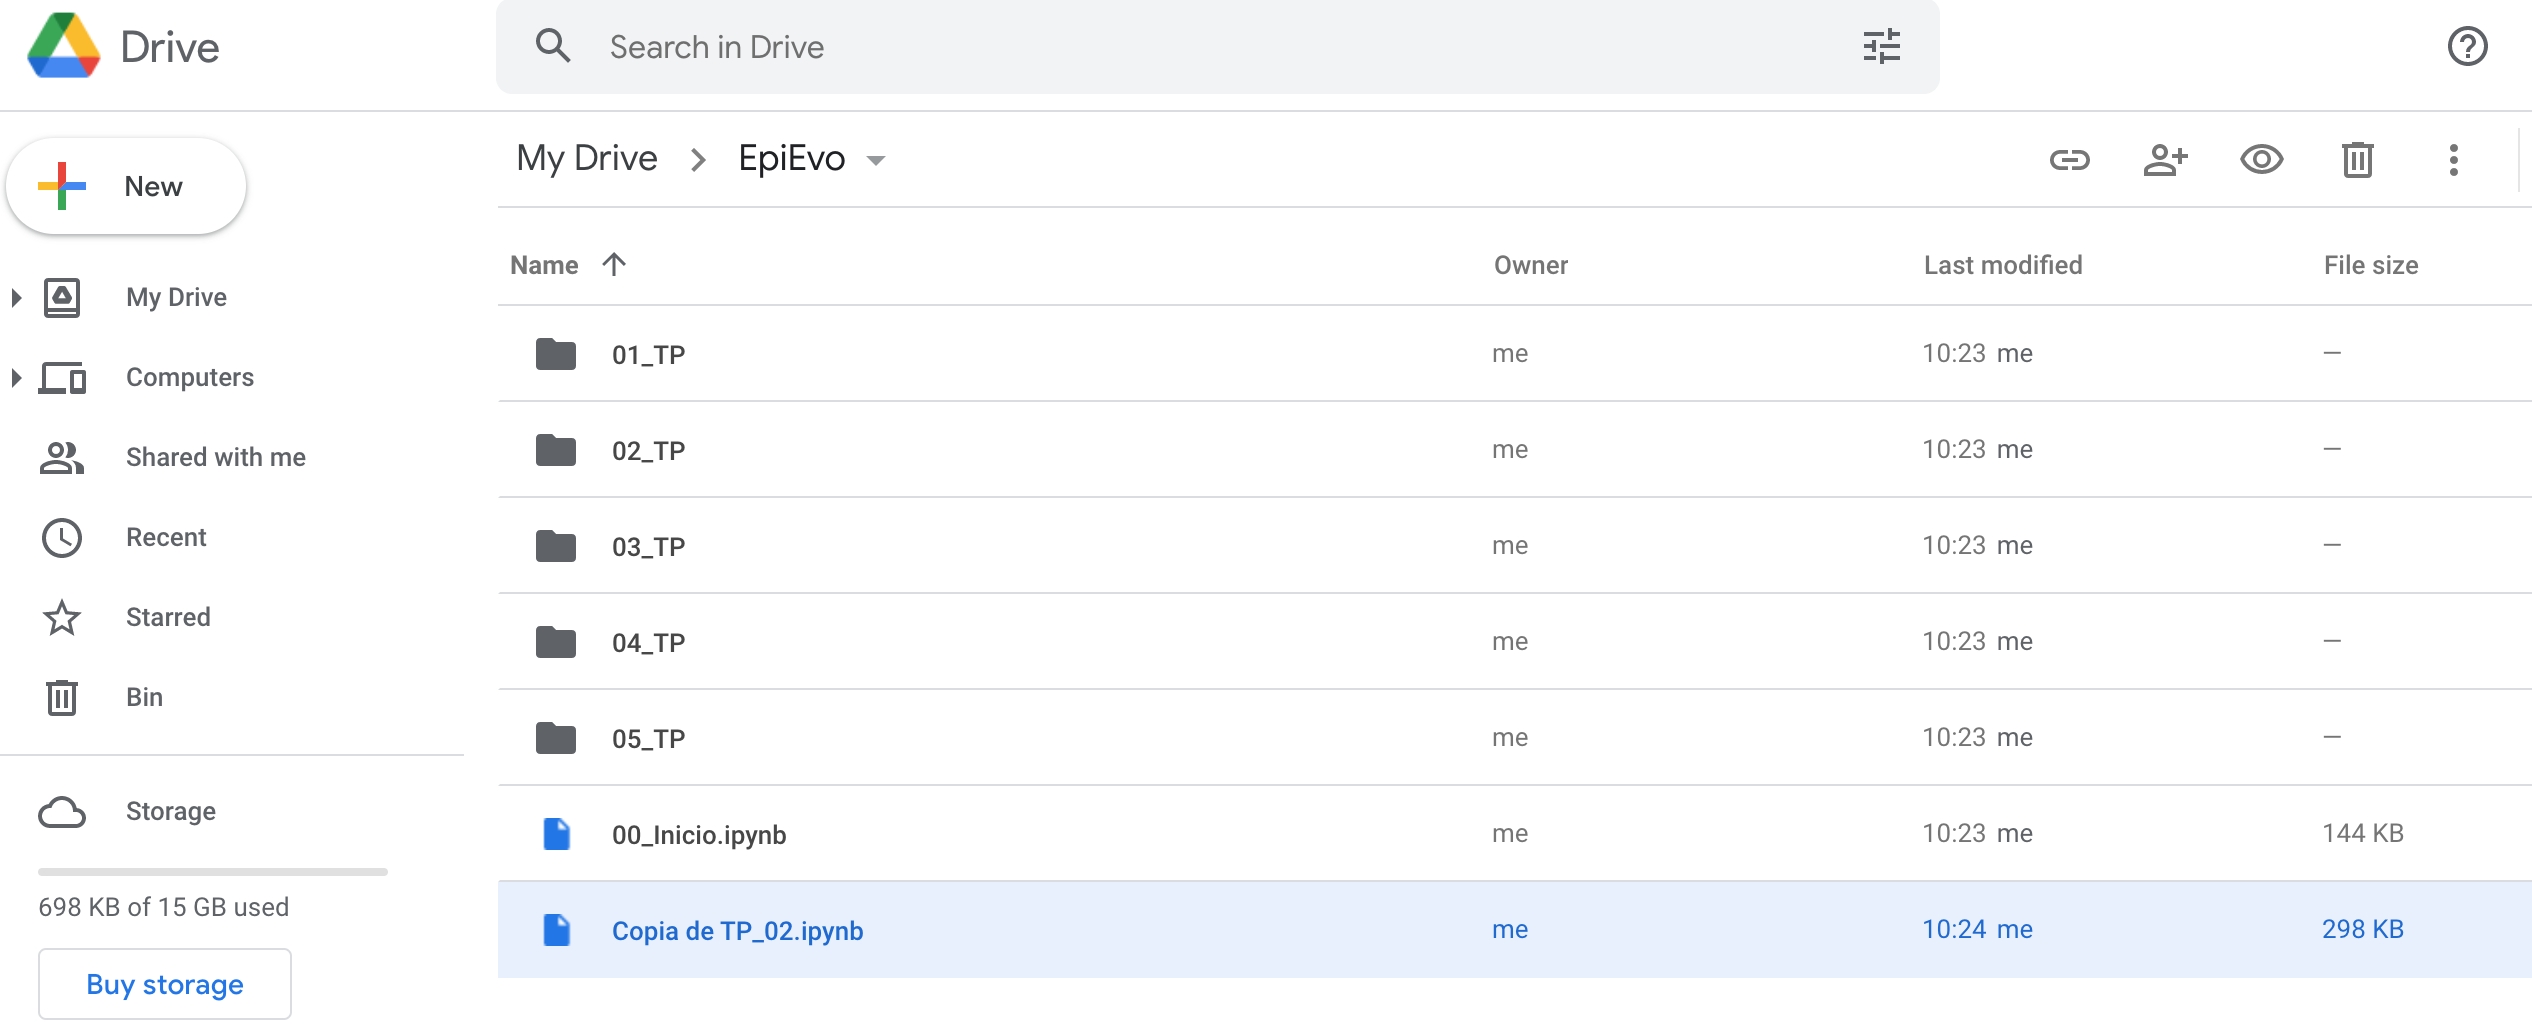 Drive
Search in Drive
New
My Drive
Computers
Shared with me
Recent
Starred
Bin
Storage
698 KB of 15 GB used
Buy storage
My Drive EpiEvo
Name Owner Last modified File size
01_TP me 10:23 me –
02_TP me 10:23 me –
03_TP me 10:23 me –
04_TP me 10:23 me –
05_TP me 10:23 me –
00_Inicio.ipynb me 10:23 me 144 KB
Copia de TP_02.ipynb me 10:24 me 298 KB